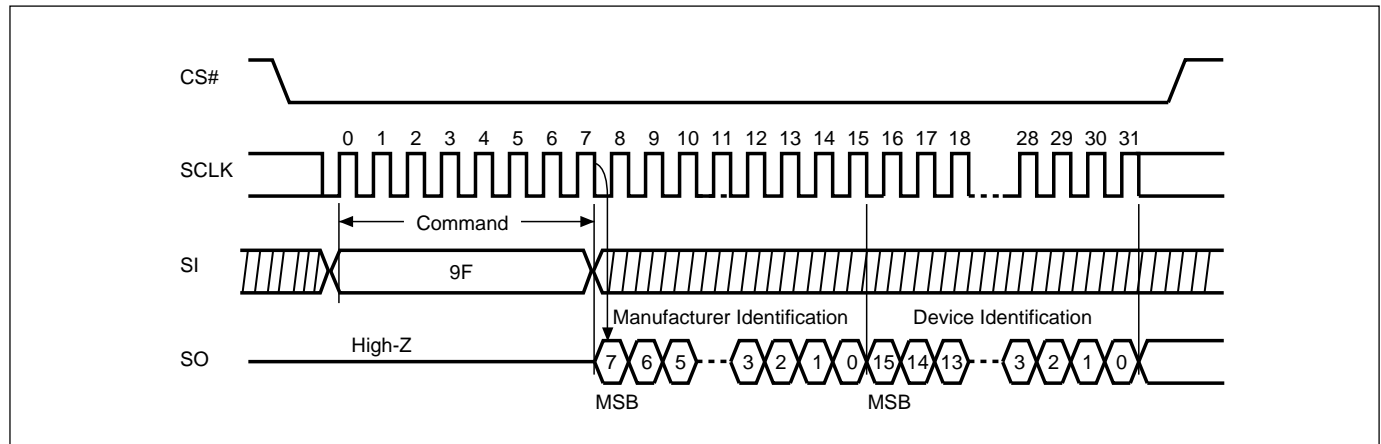 CS#
0 1 2 3 4 5 6 7 8 9 10 11 12 13 14 15 16 17 18 28 29 30 31
SCLK
Command
SI
9F
Manufacturer Identification Device Identification
High-Z
SO
7 6 5 3 2 1 0 15 14 13 3 2 1 0
MSB MSB